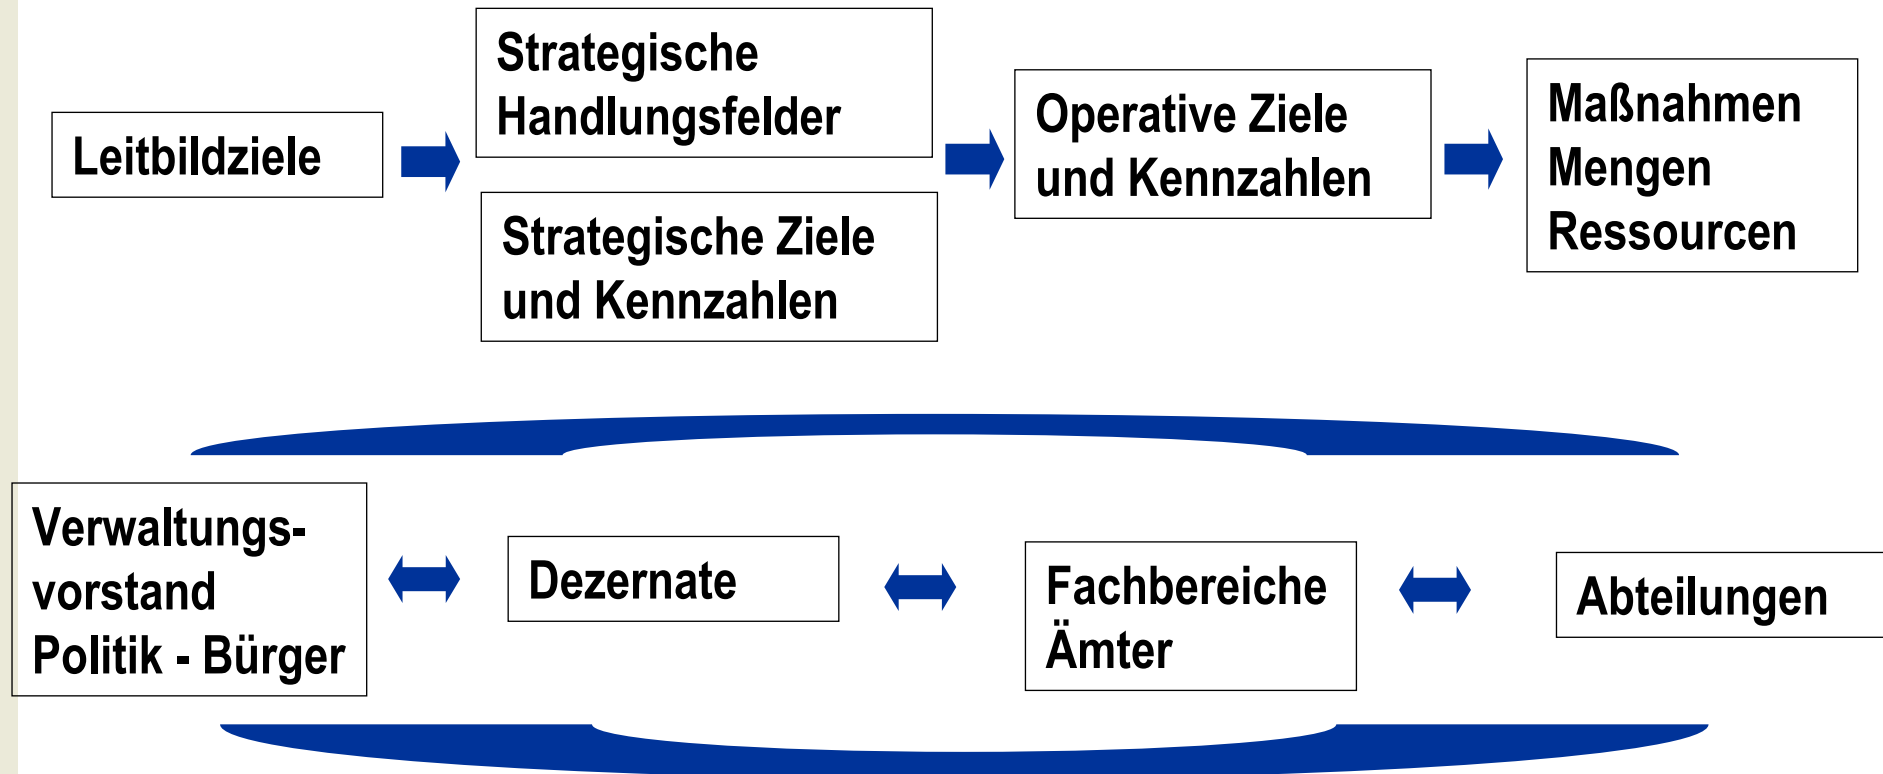 Leitbildziele
Strategische
Handlungsfelder
Strategische Ziele
und Kennzahlen
Operative Ziele
und Kennzahlen
Maßnahmen
Mengen
Ressourcen
Verwaltungs-
vorstand
Politik - Bürger
Dezernate
Fachbereiche
Ämter
Abteilungen